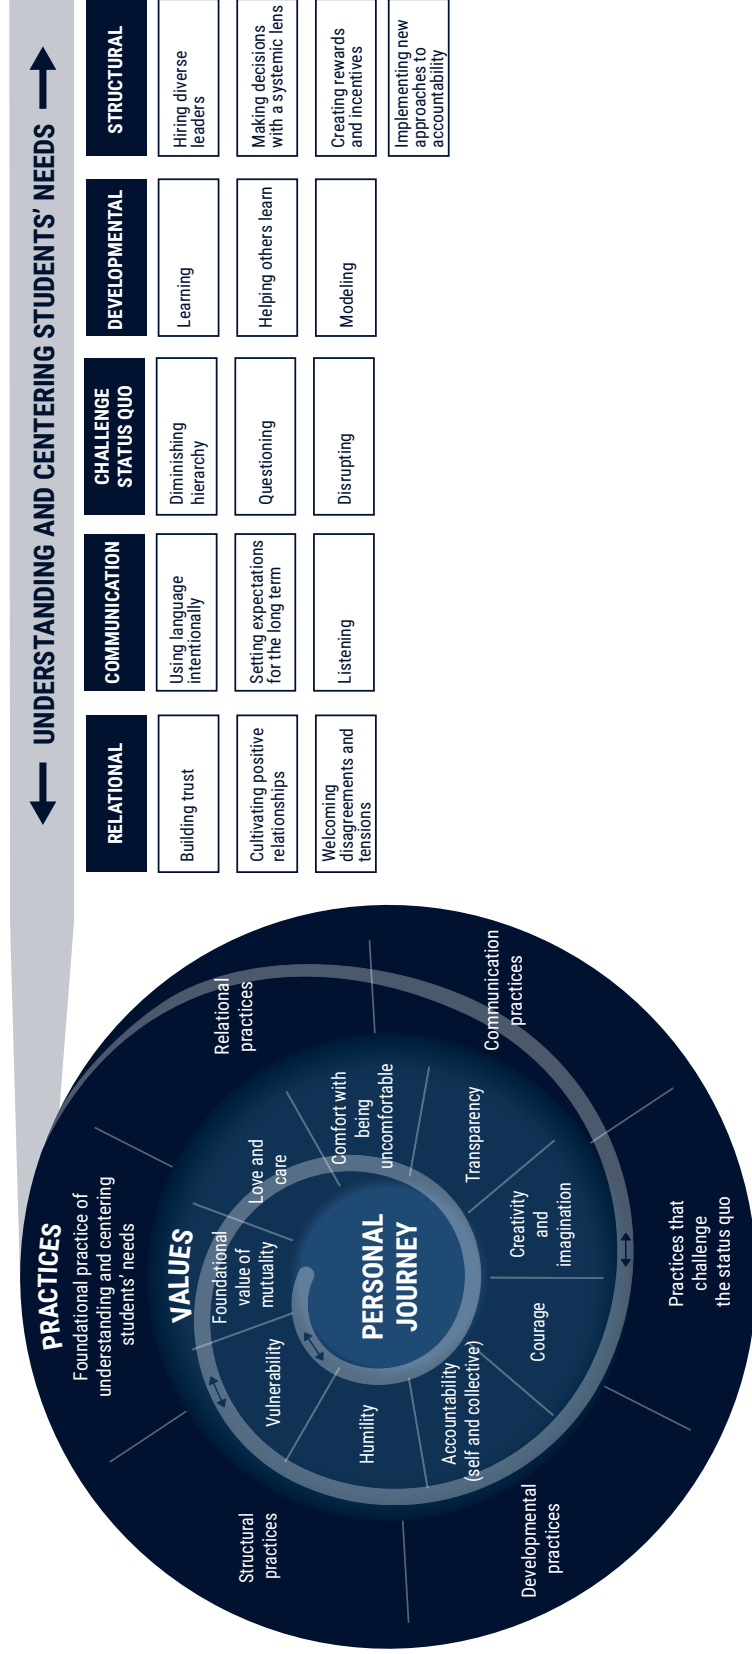 PRACTICES
Foundational practice of
understanding and centering
students’ needs
Relational
practices
Communication
practices
Practices that
challenge
the status quo
Developmental
practices
Structural
practices
VALUES
Foundational
value of
mutuality
Love and
care
Comfort with
being
uncomfortable
Transparency
Creativity
and
imagination
Courage
Accountability
(self and collective)
Humility
Vulnerability
PERSONAL
JOURNEY
UNDERSTANDING AND CENTERING STUDENTS’ NEEDS
RELATIONAL
Building trust
Cultivating positive
relationships
Welcoming
disagreements and
tensions
COMMUNICATION
Using language
intentionally
Setting expectations
for the long term
Listening
CHALLENGE
STATUS QUO
Diminishing
hierarchy
Questioning
Disrupting
DEVELOPMENTAL
Learning
Helping others learn
Modeling
STRUCTURAL
Hiring diverse
leaders
Making decisions
with a systemic lens
Creating rewards
and incentives
Implementing new
approaches to
accountability